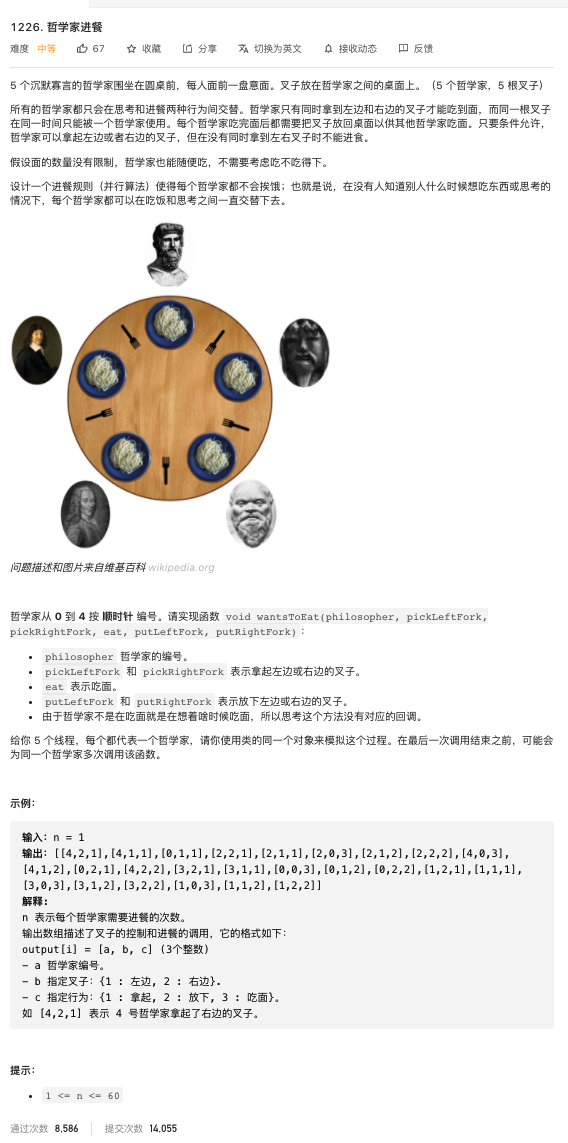 1226. 哲学家进餐
难度 中等 67 收藏 分享 切换为英文 接收动态 反馈
5 个沉默寡言的哲学家围坐在圆桌前，每人面前一盘意面。叉子放在哲学家之间的桌面上。（5 个哲学家，5 根叉子）
所有的哲学家都只会在思考和进餐两种行为间交替。哲学家只有同时拿到左边和右边的叉子才能吃到面，而同一根叉子
在同一时间只能被一个哲学家使用。每个哲学家吃完面后都需要把叉子放回桌面以供其他哲学家吃面。只要条件允许，
哲学家可以拿起左边或者右边的叉子，但在没有同时拿到左右叉子时不能进食。
假设面的数量没有限制，哲学家也能随便吃，不需要考虑吃不吃得下。
设计一个进餐规则（并行算法）使得每个哲学家都不会挨饿；也就是说，在没有人知道别人什么时候想吃东西或思考的
情况下，每个哲学家都可以在吃饭和思考之间一直交替下去。
问题描述和图片来自维基百科 wikipedia.org
哲学家从 0 到 4 按 顺时针 编号。请实现函数 void wantsToEat(philosopher, pickLeftFork,
pickRightFork, eat, putLeftFork, putRightFork)：
• philosopher 哲学家的编号。
• pickLeftFork 和 pickRightFork 表示拿起左边或右边的叉子。
• eat 表示吃面。
• putLeftFork 和 putRightFork 表示放下左边或右边的叉子。
• 由于哲学家不是在吃面就是在想着啥时候吃面，所以思考这个方法没有对应的回调。
给你 5 个线程，每个都代表一个哲学家，请你使用类的同一个对象来模拟这个过程。在最后一次调用结束之前，可能会
为同一个哲学家多次调用该函数。
示例：
输入：n = 1
输出：[[4,2,1],[4,1,1],[0,1,1],[2,2,1],[2,1,1],[2,0,3],[2,1,2],[2,2,2],[4,0,3],
[4,1,2],[0,2,1],[4,2,2],[3,2,1],[3,1,1],[0,0,3],[0,1,2],[0,2,2],[1,2,1],[1,1,1],
[3,0,3],[3,1,2],[3,2,2],[1,0,3],[1,1,2],[1,2,2]]
解释:
n 表示每个哲学家需要进餐的次数。
输出数组描述了叉子的控制和进餐的调用，它的格式如下：
output[i] = [a, b, c] (3个整数)
- a 哲学家编号。
- b 指定叉子：{1 : 左边, 2 : 右边}.
- c 指定行为：{1 : 拿起, 2 : 放下, 3 : 吃面}。
如 [4,2,1] 表示 4 号哲学家拿起了右边的叉子。
提示：
• 1 <= n <= 60
通过次数 8,586 提交次数 14,055